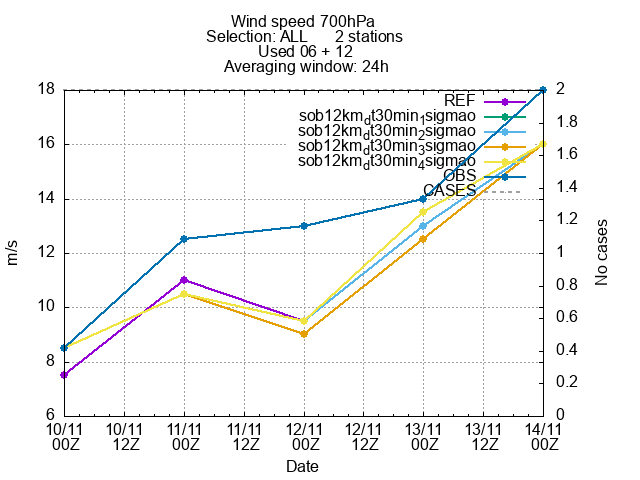 Wind speed 700hPa
Selection: ALL 2 stations
Used 06 + 12
Averaging window: 24h
18
16
14
12
10
8
6
m/s
2
1.8
1.6
1.4
1.2
1
0.8
0.6
0.4
0.2
0
No cases
REF
sob12km_dt30min_1sigmao
sob12km_dt30min_2sigmao
sob12km_dt30min_3sigmao
sob12km_dt30min_4sigmao
OBS
CASES
10/11 10/11 11/11 11/11 12/11 12/11 13/11 13/11 14/11
00Z 12Z 00Z 12Z 00Z 12Z 00Z 12Z 00Z
Date